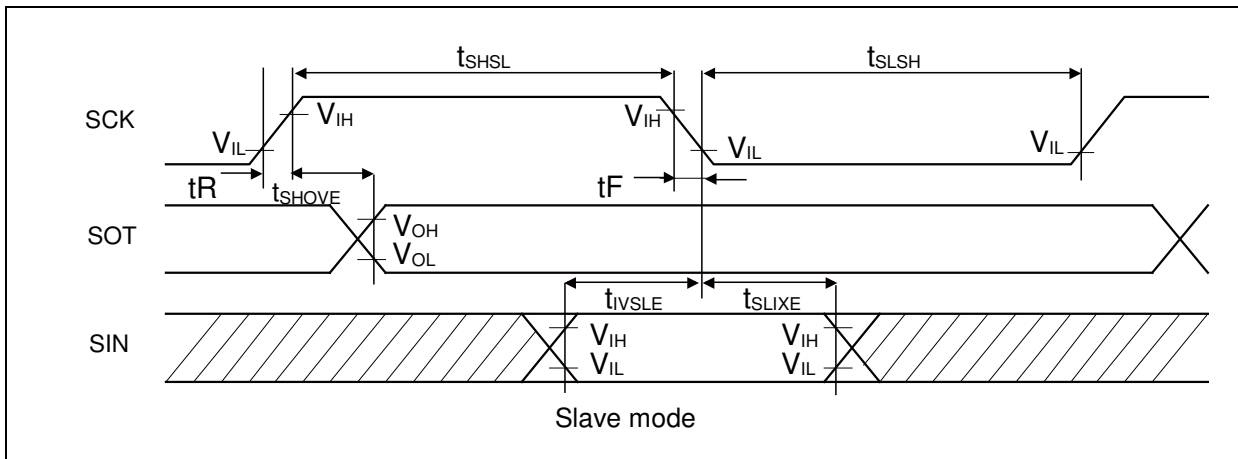 tSHSL
tSLSH
SCK
VIH
VIH
VIL
VIL
VIL
tR
tSHOVE
tF
SOT
VOH
VOL
tIVSLE
tSLIXE
SIN
VIH
VIH
VIL
VIL
Slave mode